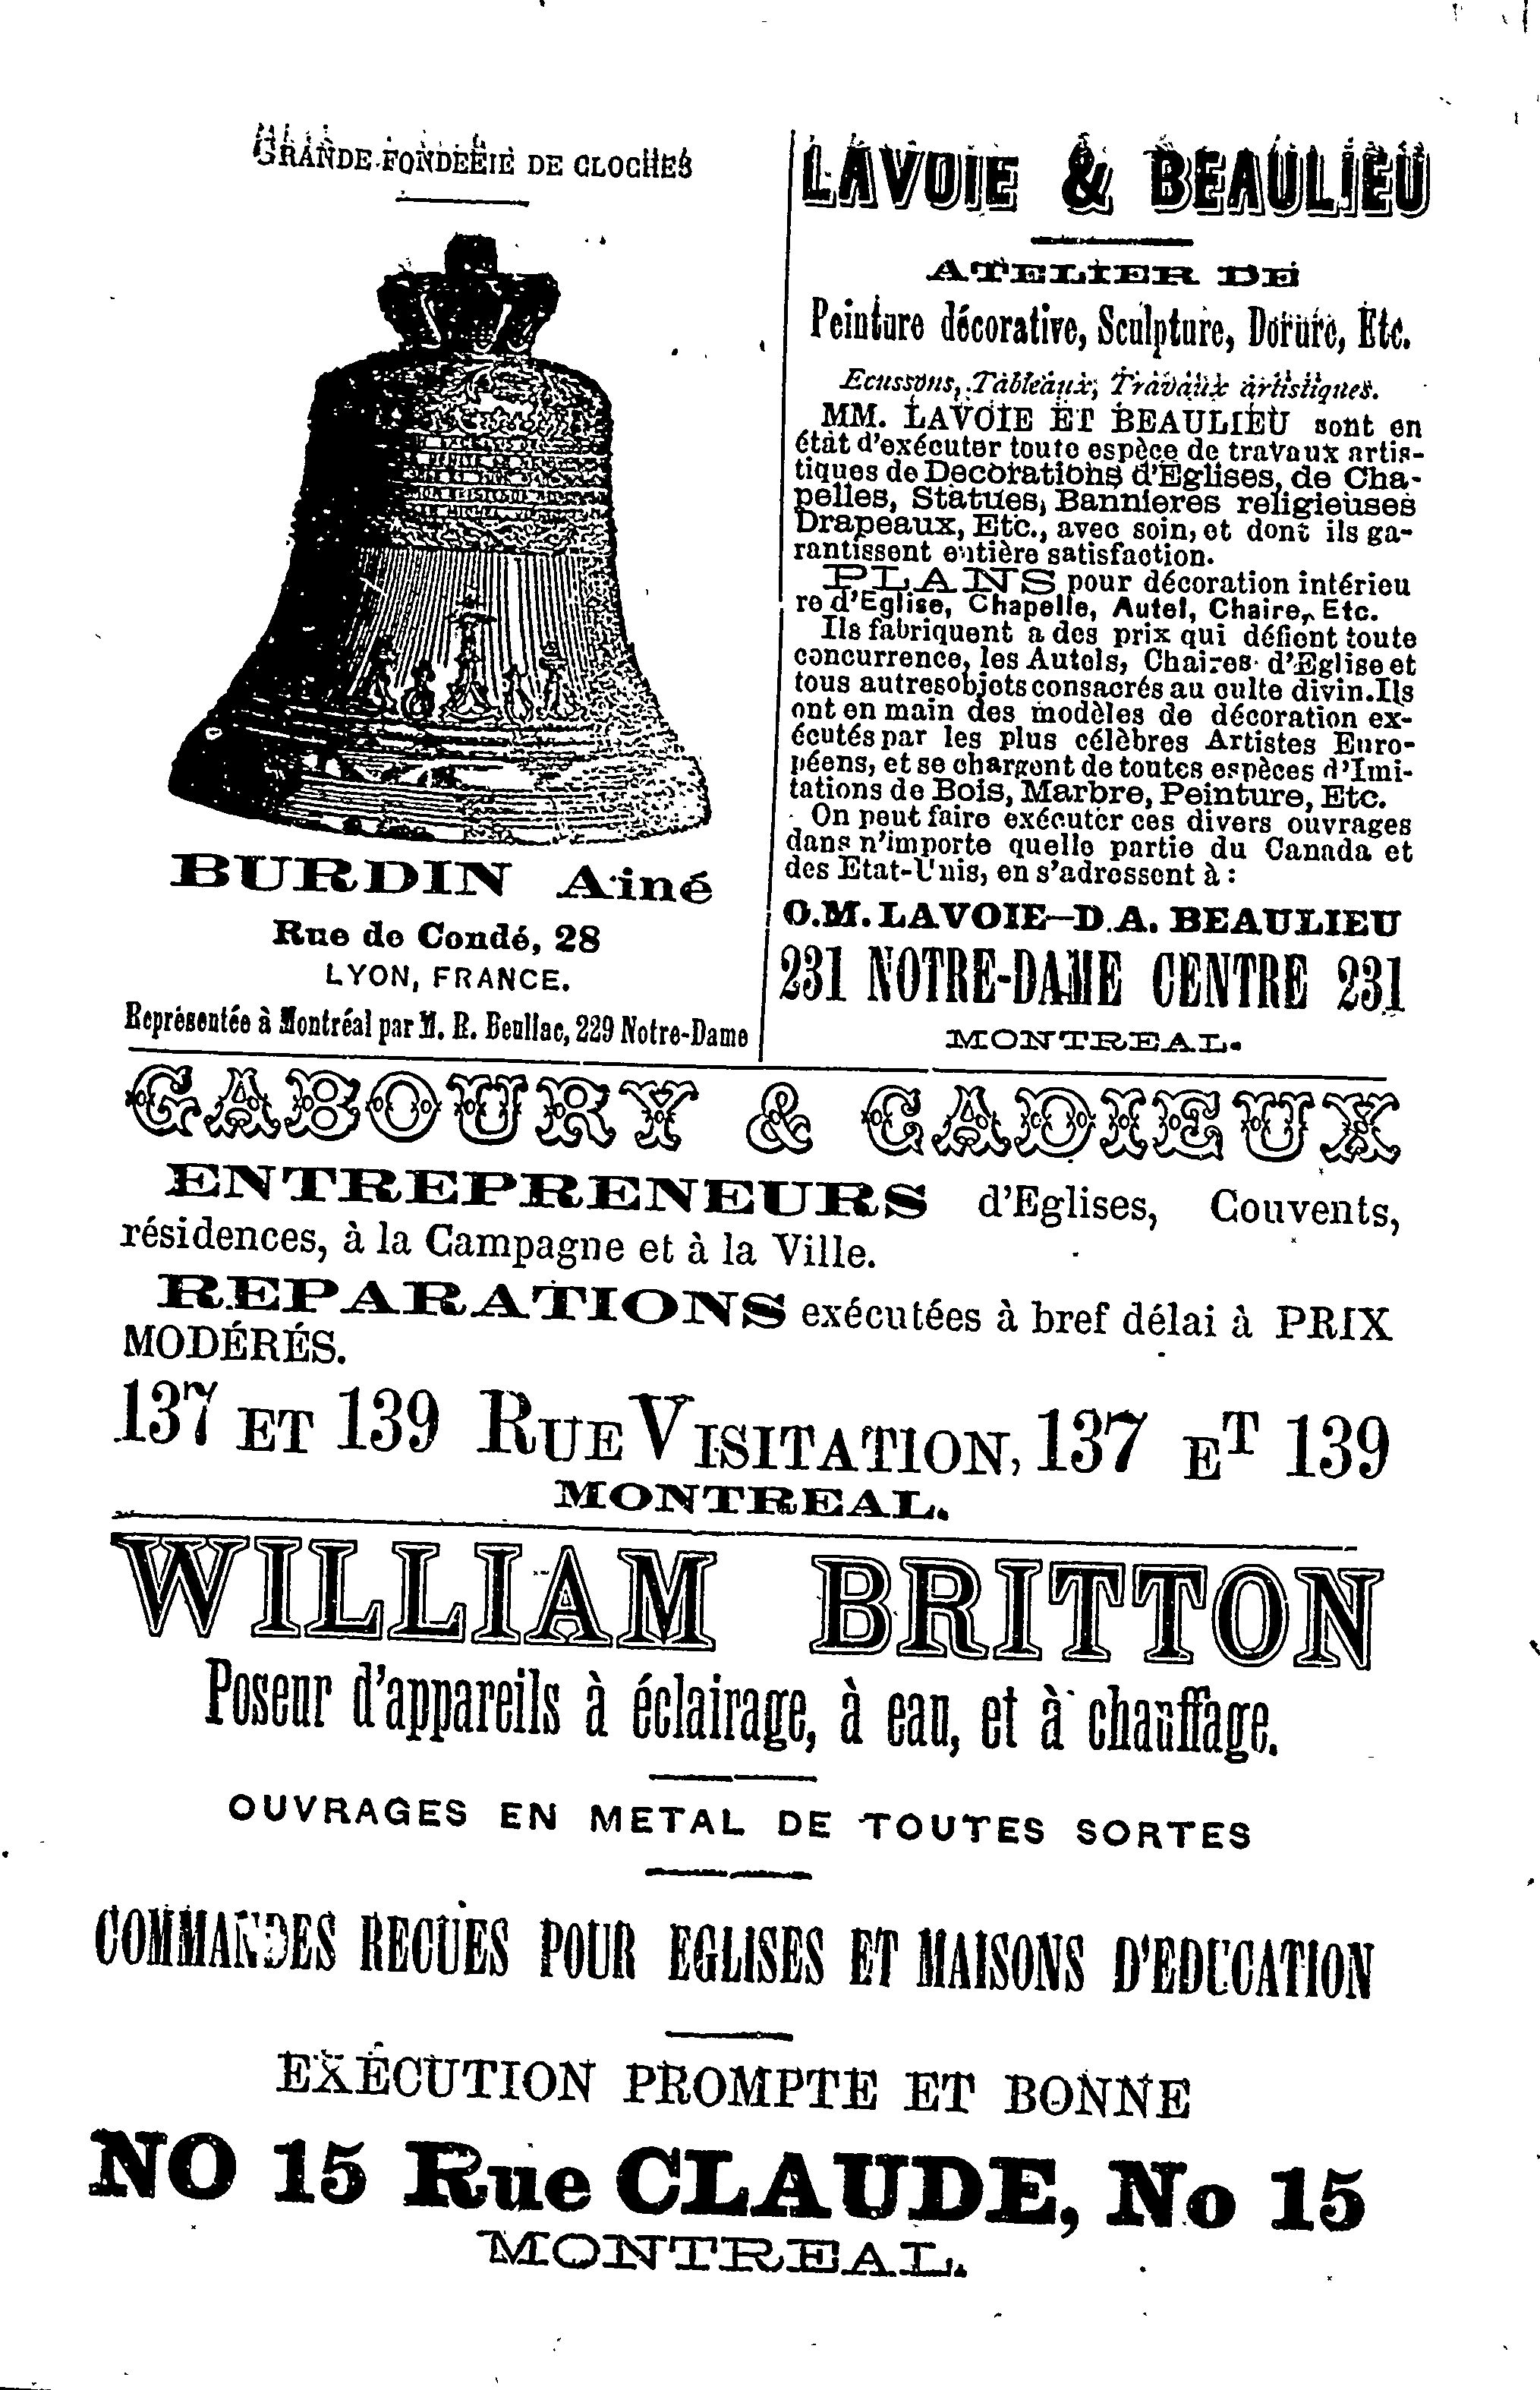 GRANDE FONDERIE DE CLOCHES
BURDIN Ainé
Rue de Condé, 28
LYON, FRANCE.
Représentée à Montréal par M. R. Beullac, 229 Notre-Dame
LAVOIE & BEAULIEU
ATELIER DE
Peinture décorative, Sculpture, Dorure, Etc.
Ecussons, Tableaux, Travaux artistiques.
MM. LAVOIE ET BEAULIEU sont en
état d'exécuter toute espèce de travaux artis-
tiques de Decorations d'Eglises, de Cha-
pelles, Statues, Bannieres religieuses
Drapeaux, Etc., avec soin, et dont ils ga-
rantissent entière satisfaction.
PLANS pour décoration intérieu
re d'Eglise, Chapelle, Autel, Chaire, Etc.
Ils fabriquent a des prix qui défient toute
concurrence, les Autels, Chaires d'Eglise et
tous autres objets consacrés au culte divin. Ils
ont en main des modèles de décoration ex-
écutés par les plus célèbres Artistes Euro-
péens, et se chargent de toutes espèces d'Imi-
tations de Bois, Marbre, Peinture, Etc.
On peut faire exécuter ces divers ouvrages
dans n'importe quelle partie du Canada et
des Etat-Unis, en s'adressent à :
O.M. LAVOIE—D.A. BEAULIEU
231 NOTRE-DAME CENTRE 231
MONTREAL.
GABOURY & CADIEUX
ENTREPRENEURS d'Eglises, Couvents,
résidences, à la Campagne et à la Ville.
REPARATIONS exécutées à bref délai à PRIX
MODÉRÉS.
137 ET 139 RUE VISITATION, 137 ET 139
MONTREAL.
WILLIAM BRITTON
Poseur d'appareils à éclairage, à eau, et à chauffage.
OUVRAGES EN METAL DE TOUTES SORTES
COMMANDES RECUES POUR EGLISES ET MAISONS D'EDUCATION
EXÉCUTION PROMPTE ET BONNE
NO 15 Rue CLAUDE, No 15
MONTREAL.